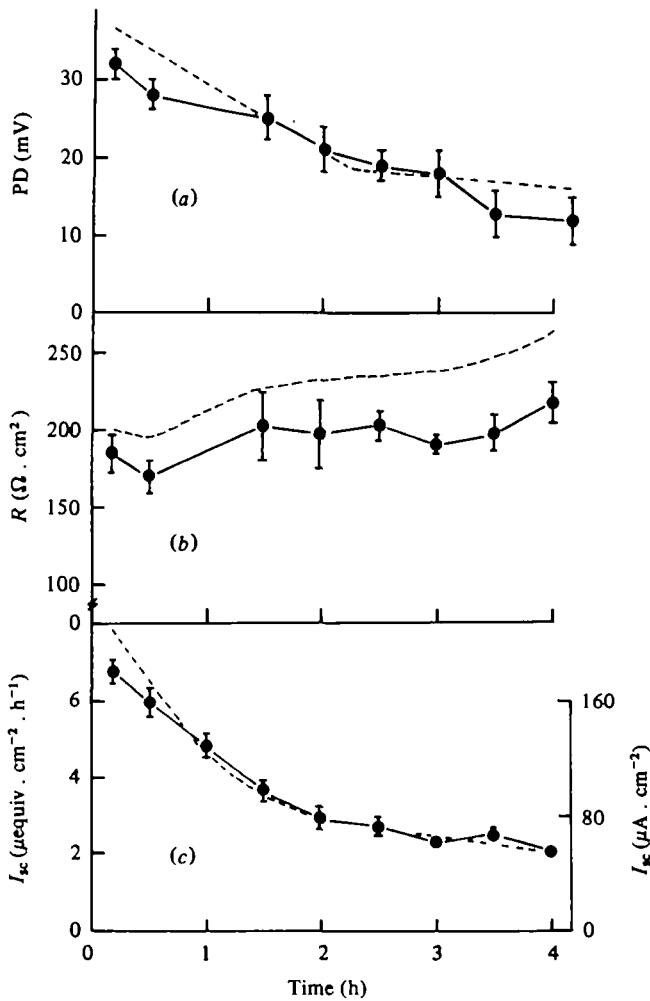 PD (mV)
30
20
10
0
(a)
R (Ω . cm²)
250
200
150
100
0
(b)
I_sc (μequiv . cm⁻² . h⁻¹)
6
4
2
0
(c)
160
80
0
I_sc (μA . cm⁻²)
0 1 2 3 4
Time (h)